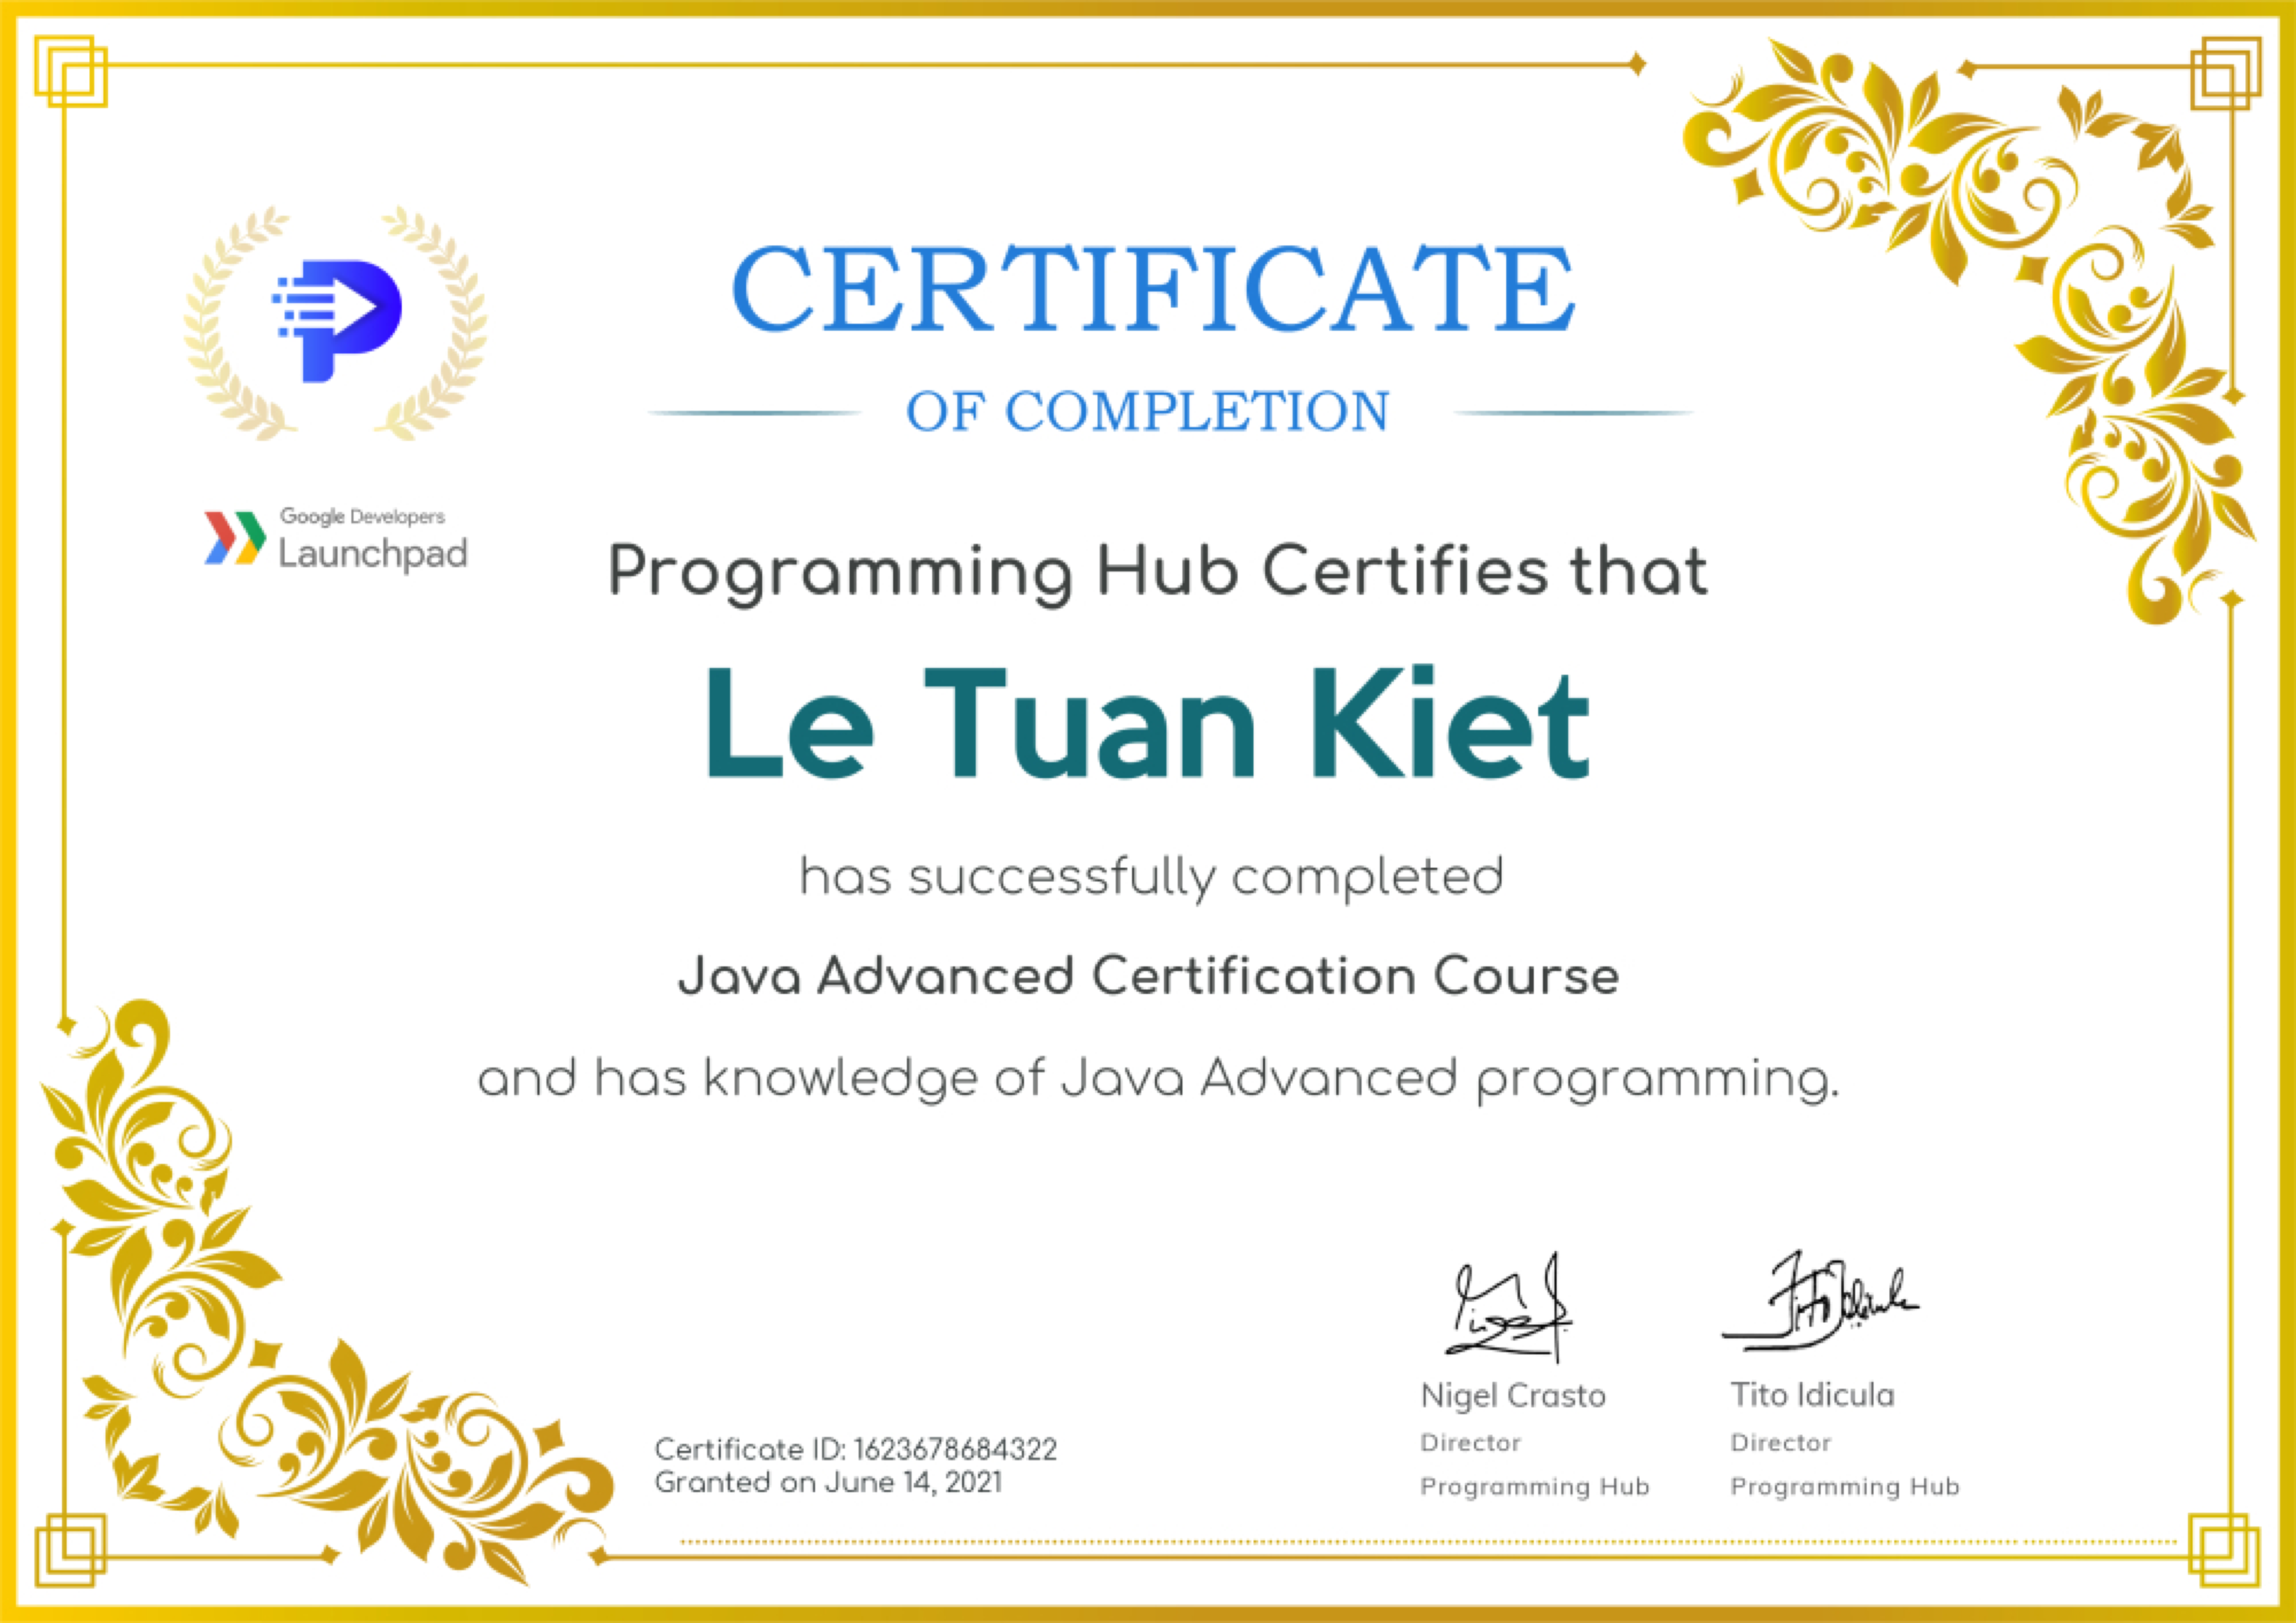 CERTIFICATE
OF COMPLETION
Google Developers
Launchpad
Programming Hub Certifies that
Le Tuan Kiet
has successfully completed
Java Advanced Certification Course
and has knowledge of Java Advanced programming.
Nigel Crasto
Director
Programming Hub
Tito Idicula
Director
Programming Hub
Certificate ID: 1623678684322
Granted on June 14, 2021